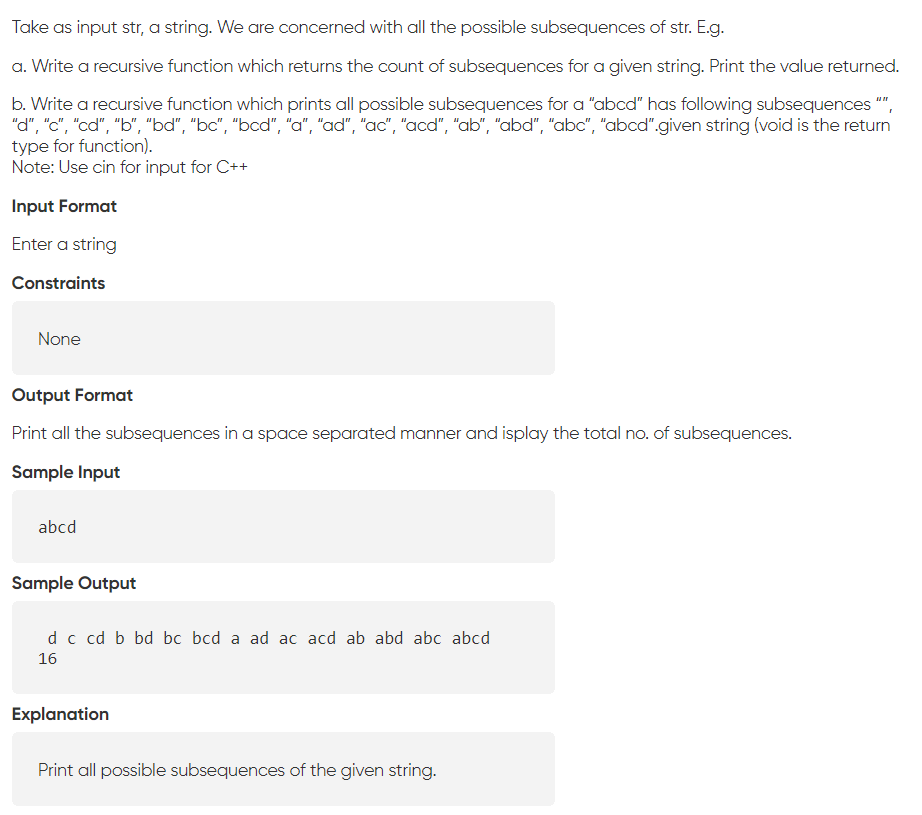 Take as input str, a string. We are concerned with all the possible subsequences of str. E.g.
a. Write a recursive function which returns the count of subsequences for a given string. Print the value returned.
b. Write a recursive function which prints all possible subsequences for a “abcd” has following subsequences “”,
“d”, “c”, “cd”, “b”, “bd”, “bc”, “bcd”, “a”, “ad”, “ac”, “acd”, “ab”, “abd”, “abc”, “abcd”.given string (void is the return
type for function).
Note: Use cin for input for C++
Input Format
Enter a string
Constraints
None
Output Format
Print all the subsequences in a space separated manner and isplay the total no. of subsequences.
Sample Input
abcd
Sample Output
d c cd b bd bc bcd a ad ac acd ab abd abc abcd
16
Explanation
Print all possible subsequences of the given string.